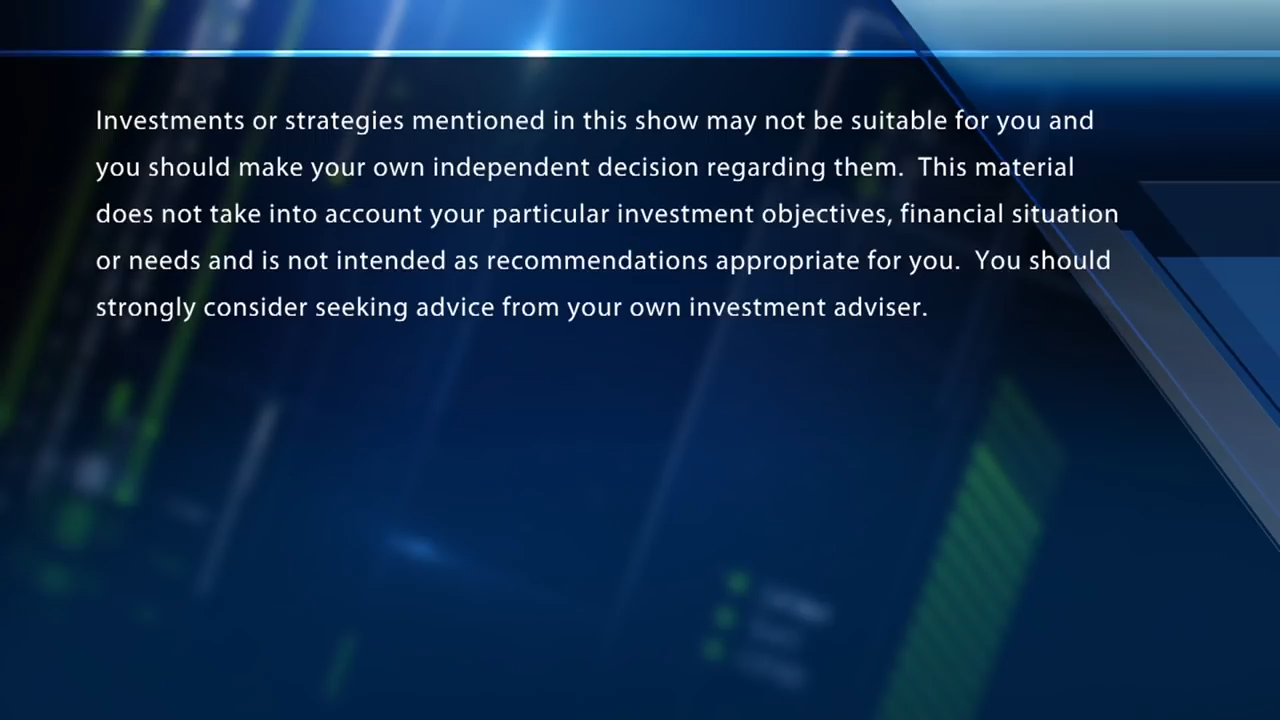 Investments or strategies mentioned in this show may not be suitable for you and
you should make your own independent decision regarding them.  This material
does not take into account your particular investment objectives, financial situation
or needs and is not intended as recommendations appropriate for you.  You should
strongly consider seeking advice from your own investment adviser.